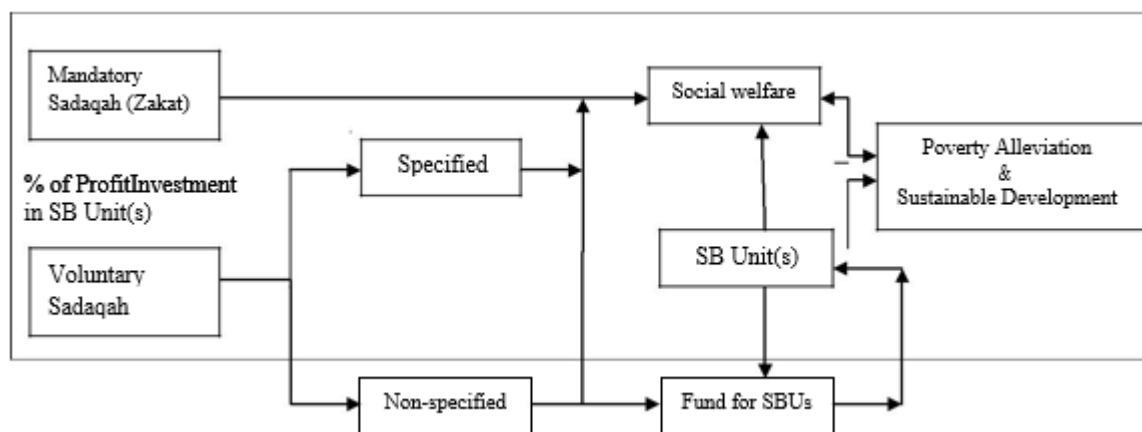 Mandatory
Sadaqah (Zakat)
Social welfare
Specified
Poverty Alleviation
&
Sustainable Development
% of ProfitInvestment
in SB Unit(s)
SB Unit(s)
Voluntary
Sadaqah
Non-specified
Fund for SBUs